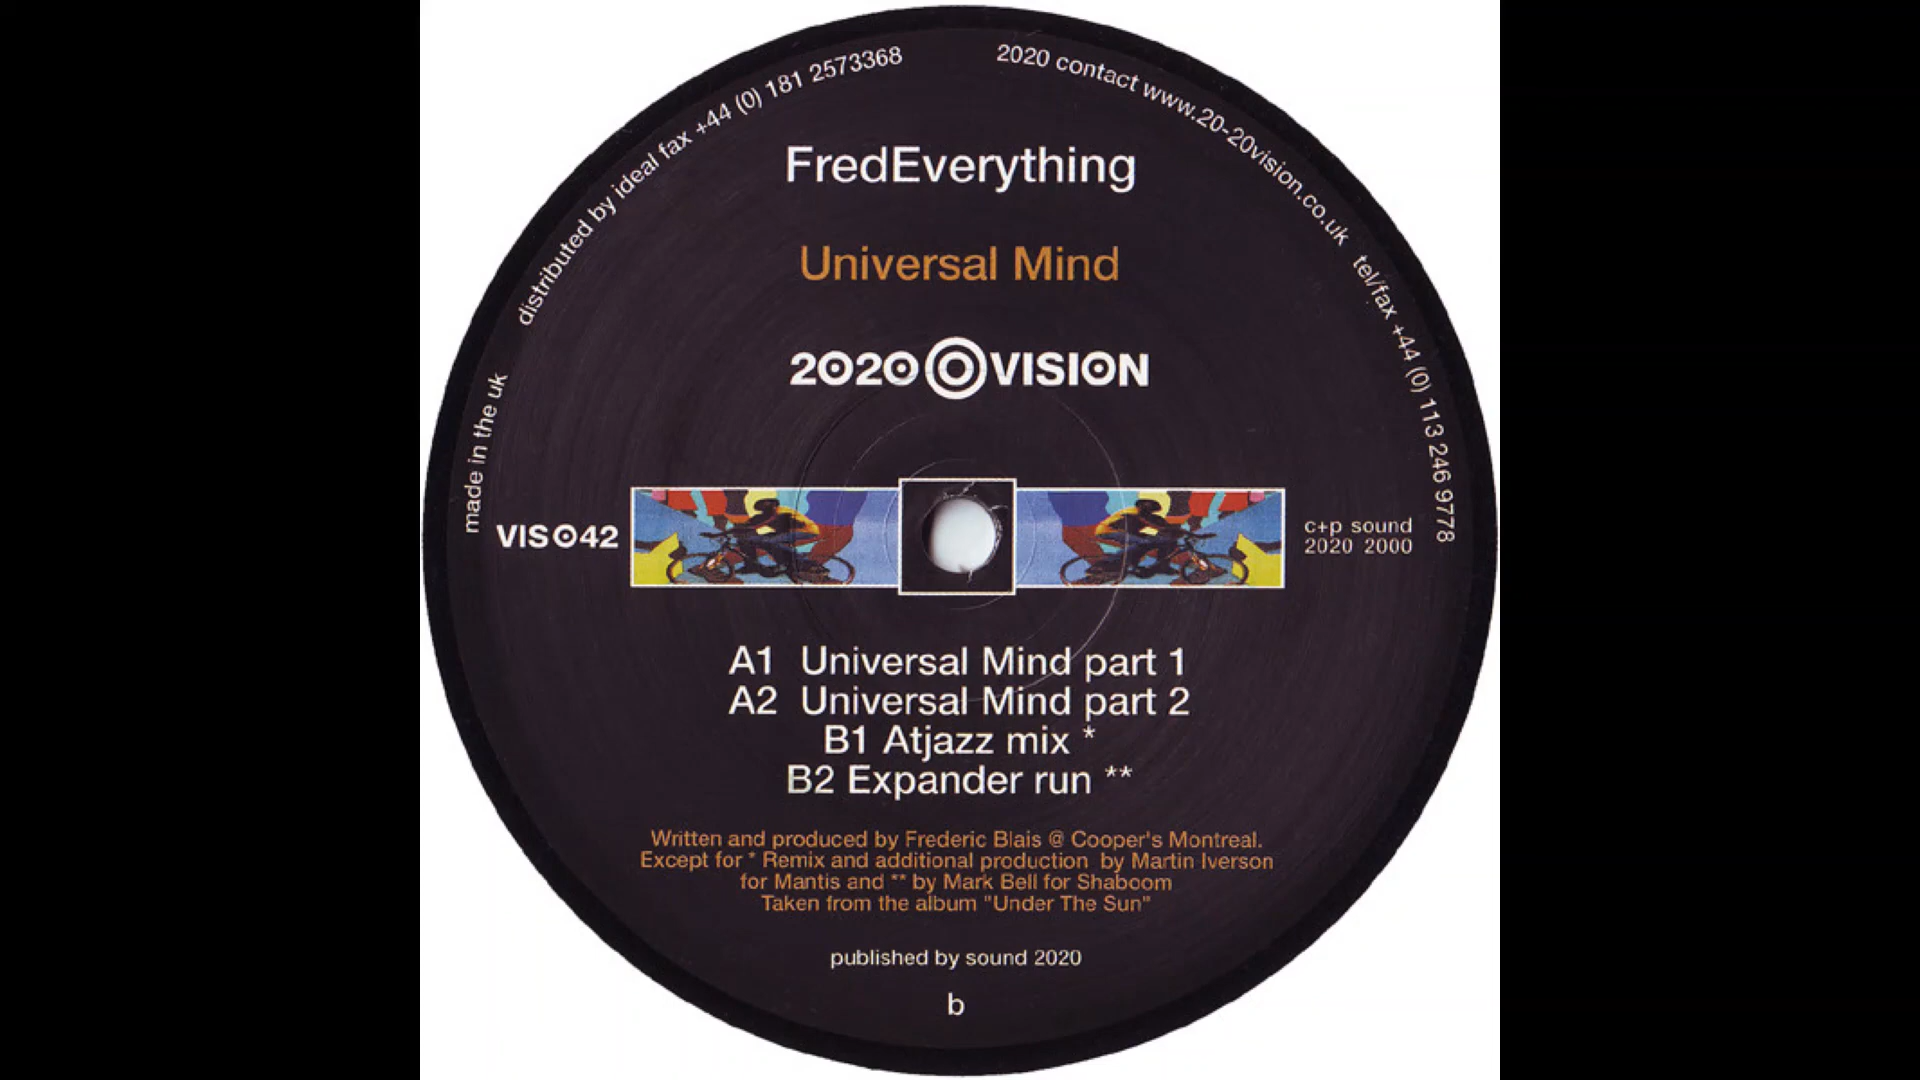 distributed by ideal fax +44 (0) 181 2573368
2020 contact www.20-20vision.co.uk tel/fax +44 (0) 113 246 9778
made in the uk
FredEverything
Universal Mind
2020 VISION
VIS042
c+p sound
2020 2000
A1 Universal Mind part 1
A2 Universal Mind part 2
B1 Atjazz mix *
B2 Expander run **
Written and produced by Frederic Blais @ Cooper's Montreal.
Except for * Remix and additional production by Martin Iverson
for Mantis and ** by Mark Bell for Shaboom
Taken from the album "Under The Sun"
published by sound 2020
b